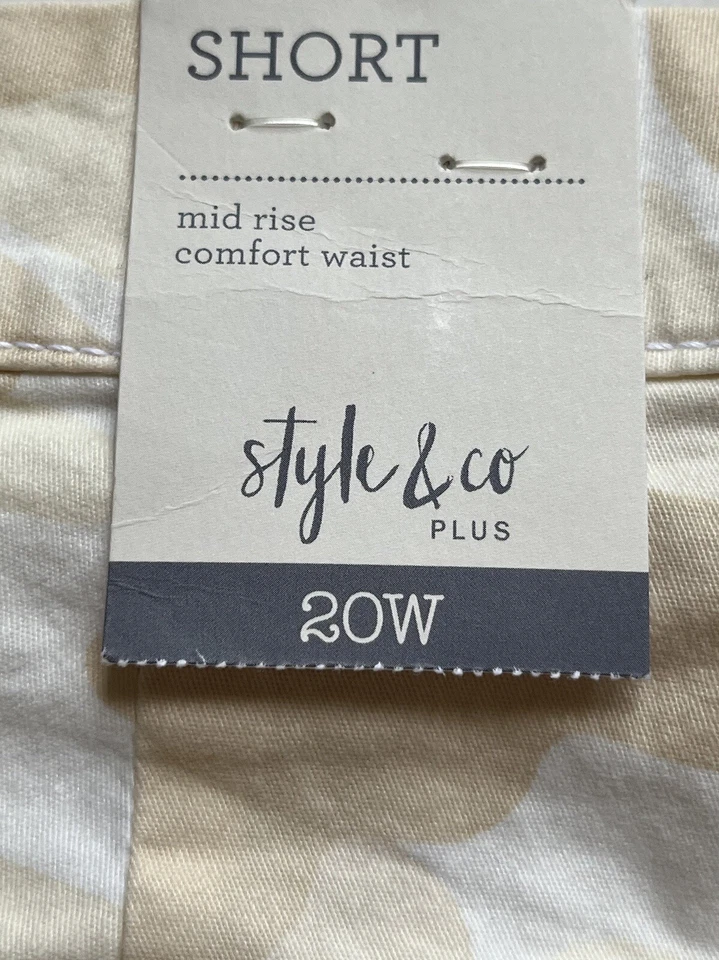 SHORT
mid rise
comfort waist
style & co
PLUS
20W